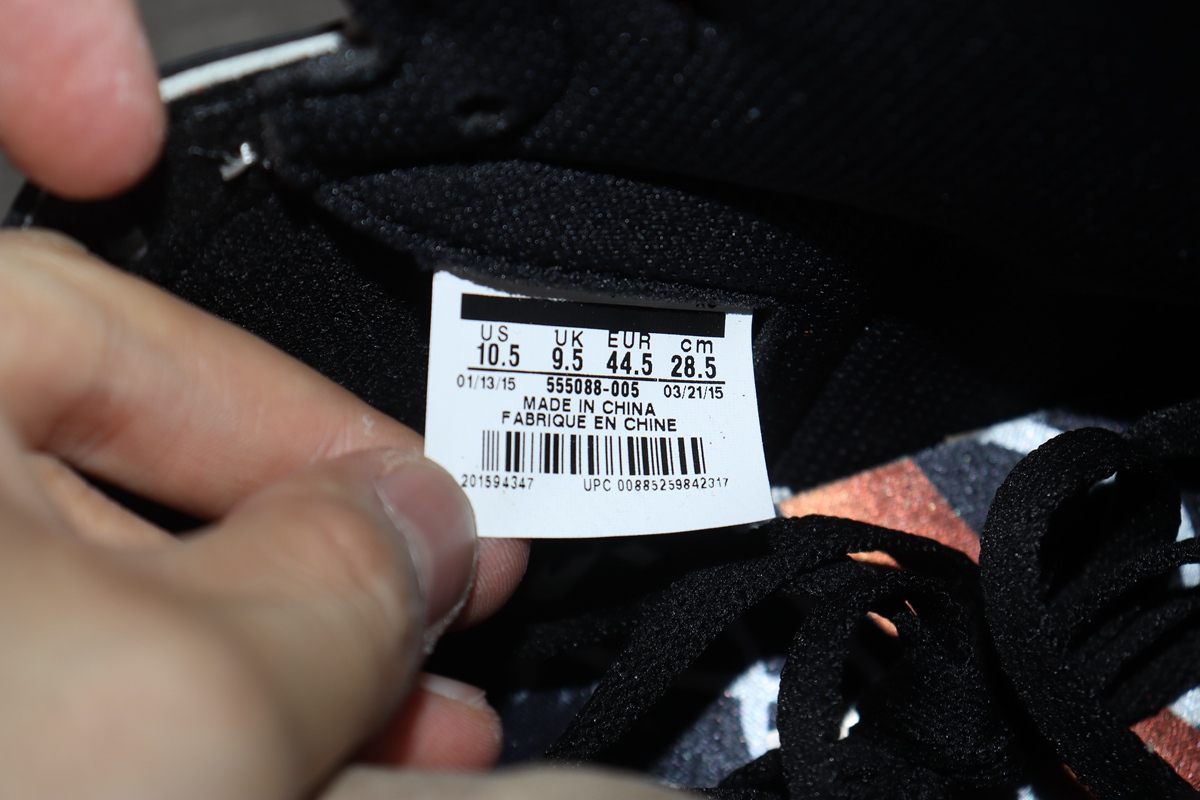 US UK EUR cm
10.5 9.5 44.5 28.5
01/13/15 555088-005 03/21/15
MADE IN CHINA
FABRIQUE EN CHINE
201594347 UPC 00885259842317